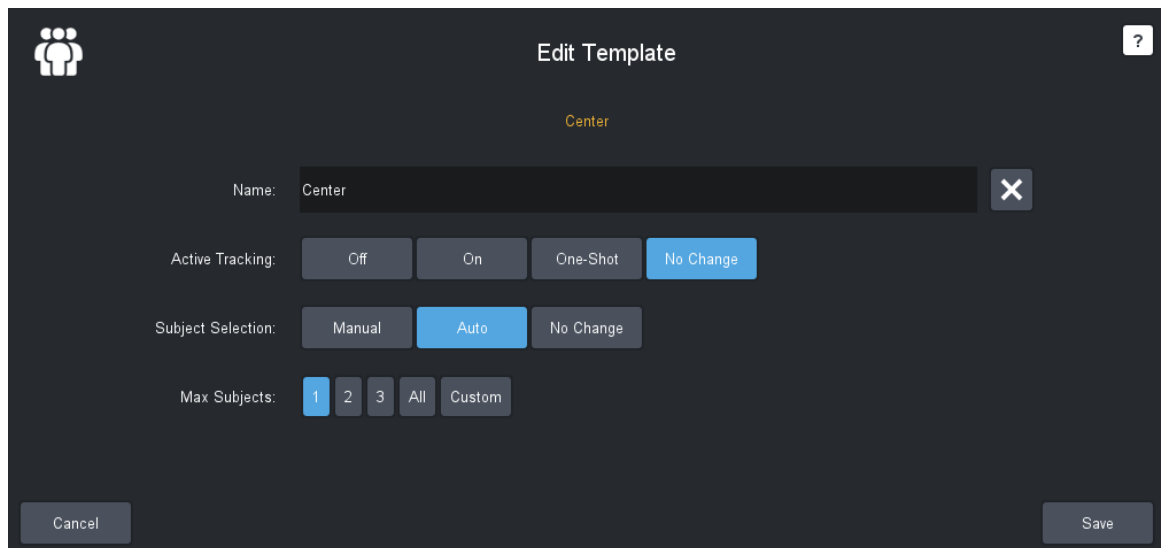 Edit Template
?
Center
Name: Center
Active Tracking: Off On One-Shot No Change
Subject Selection: Manual Auto No Change
Max Subjects: 1 2 3 All Custom
Cancel Save